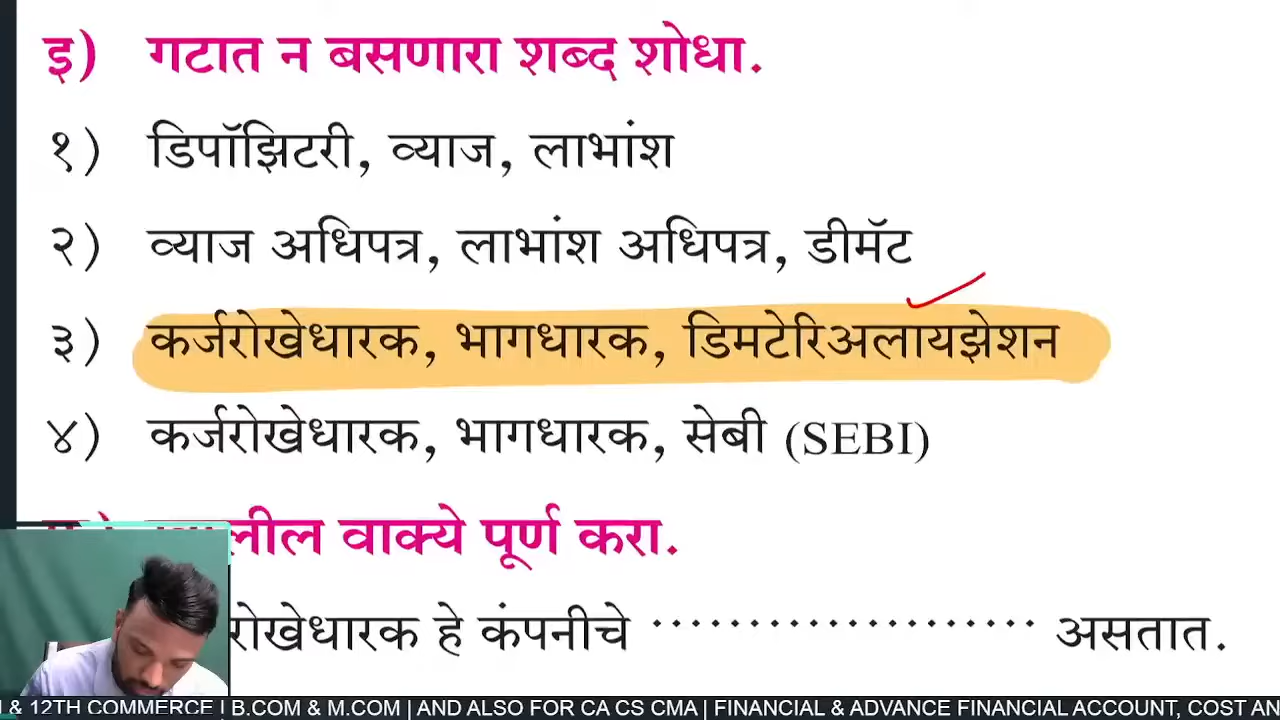 इ) गटात न बसणारा शब्द शोधा.
१) डिपॉझिटरी, व्याज, लाभांश
२) व्याज अधिपत्र, लाभांश अधिपत्र, डीमॅट
३) कर्जरोखेधारक, भागधारक, डिमटेरिअलायझेशन
४) कर्जरोखेधारक, भागधारक, सेबी (SEBI)
वाक्ये पूर्ण करा.
हे कंपनीचे ..................... असतात.
& 12TH COMMERCE | B.COM & M.COM | AND ALSO FOR CA CS CMA | FINANCIAL & ADVANCE FINANCIAL ACCOUNT, COST AN